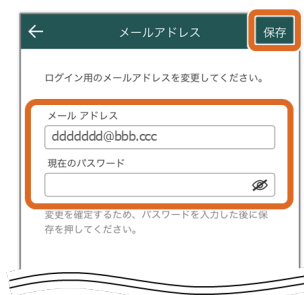 メールアドレス
保存
ログイン用のメールアドレスを変更してください。
メール アドレス
ddddddd@bbb.ccc
現在のパスワード
変更を確定するため、パスワードを入力した後に保
存を押してください。